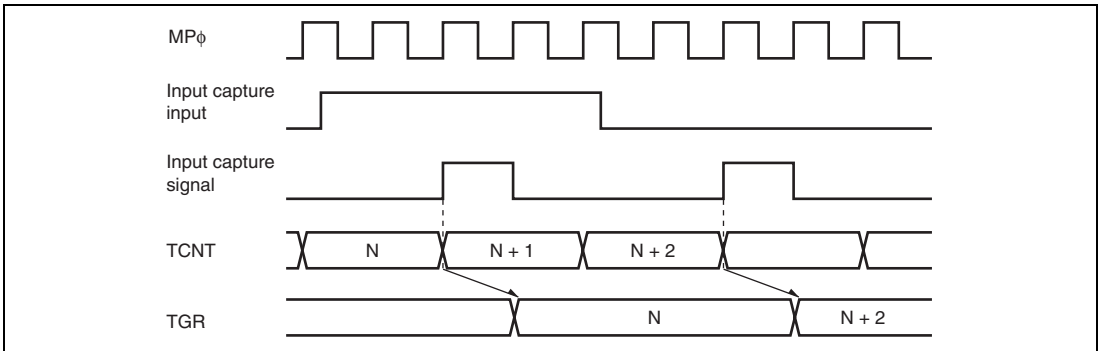 MPϕ
Input capture
input
Input capture
signal
TCNT N N + 1 N + 2
TGR N N + 2